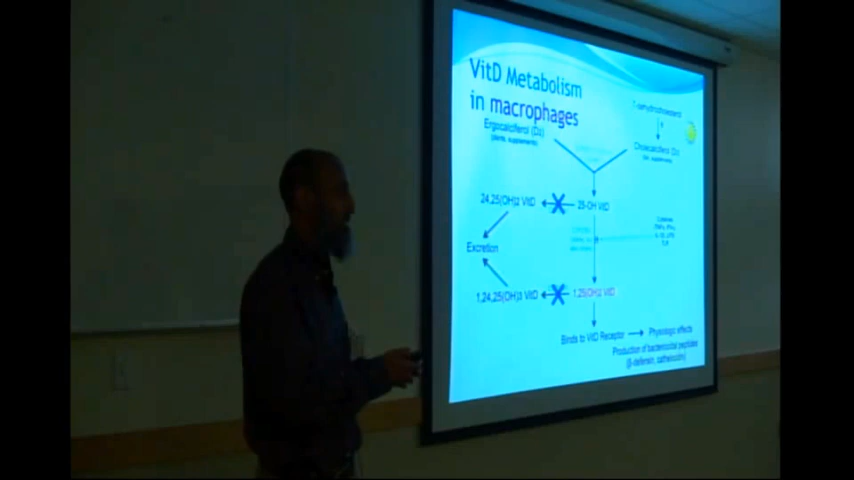 VitD Metabolism
in macrophages
7-dehydrocholesterol
Ergocalciferol (D2)
(plants, supplements)
Cholecalciferol (D3)
24,25(OH)2 VitD
25-OH VitD
Excretion
1,24,25(OH)3 VitD
1,25(OH)2 VitD
Binds to VitD Receptor
Physiologic effects
Production of bactericidal peptides
(β-defensin, cathelicidin)